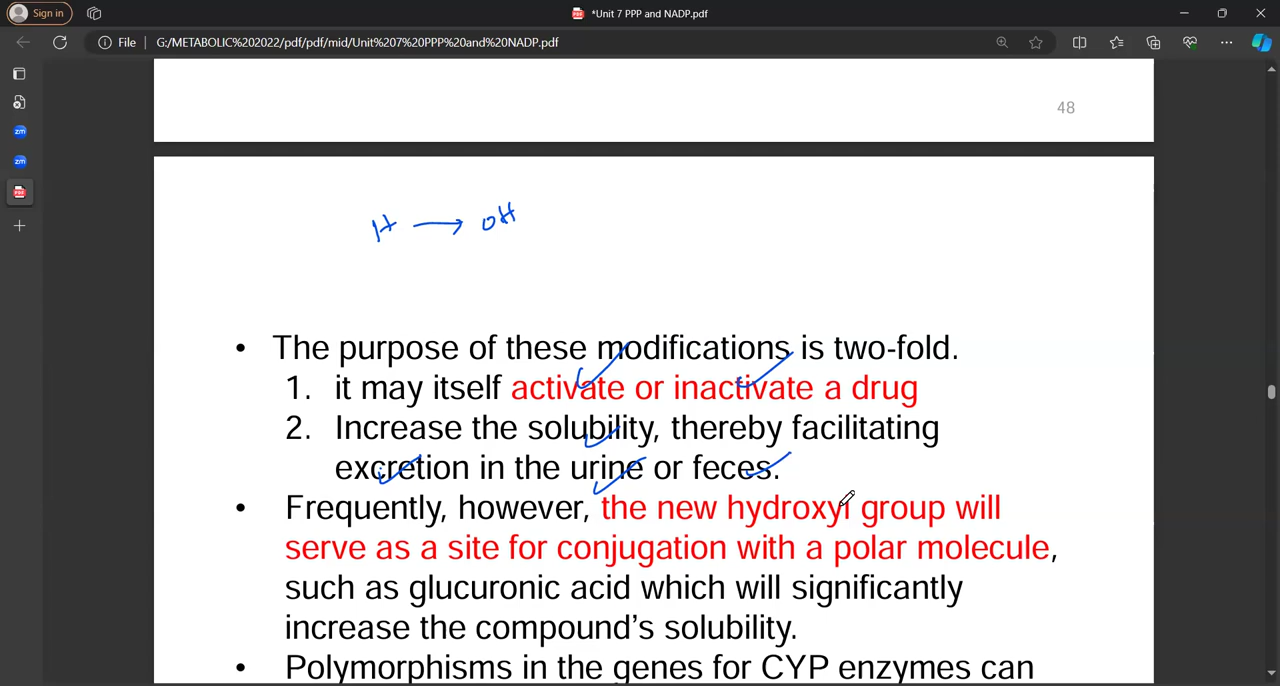 Sign in
*Unit 7 PPP and NADP.pdf
File
G:/METABOLIC%202022/pdf/pdf/mid/Unit%207%20PPP%20and%20NADP.pdf
zm
zm
PDF
48
H → OH
• The purpose of these modifications is two-fold.
1. it may itself activate or inactivate a drug
2. Increase the solubility, thereby facilitating
excretion in the urine or feces.
• Frequently, however, the new hydroxyl group will
serve as a site for conjugation with a polar molecule,
such as glucuronic acid which will significantly
increase the compound’s solubility.
• Polymorphisms in the genes for CYP enzymes can